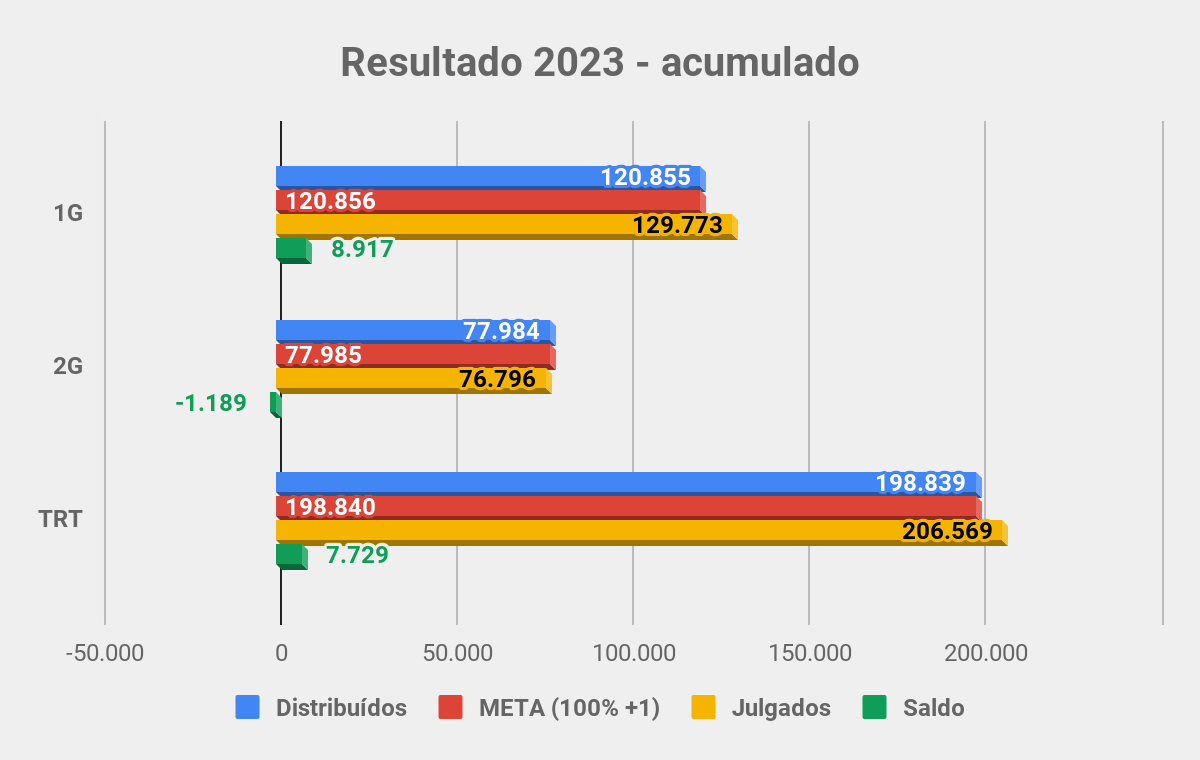 Resultado 2023 - acumulado
1G
120.855
120.856
129.773
8.917
2G
77.984
77.985
76.796
-1.189
TRT
198.839
198.840
206.569
7.729
-50.000 0 50.000 100.000 150.000 200.000
Distribuídos META (100% +1) Julgados Saldo